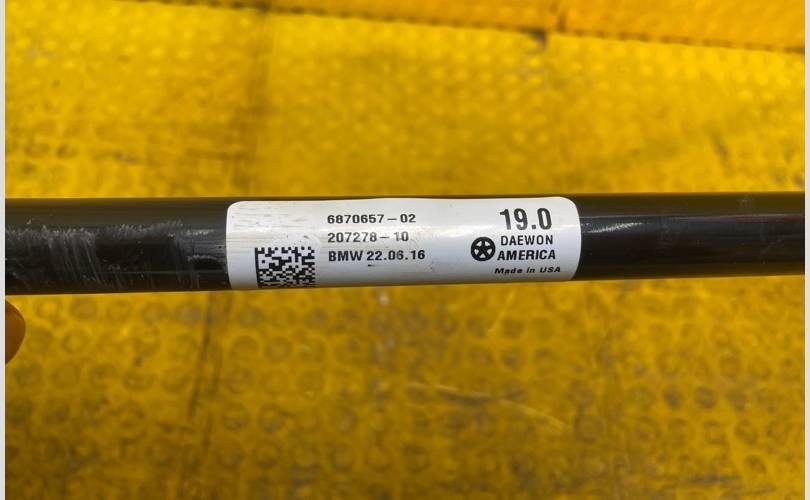 6870657-02
207278-10
BMW 22.06.16
19.0
DAEWON
AMERICA
Made in USA